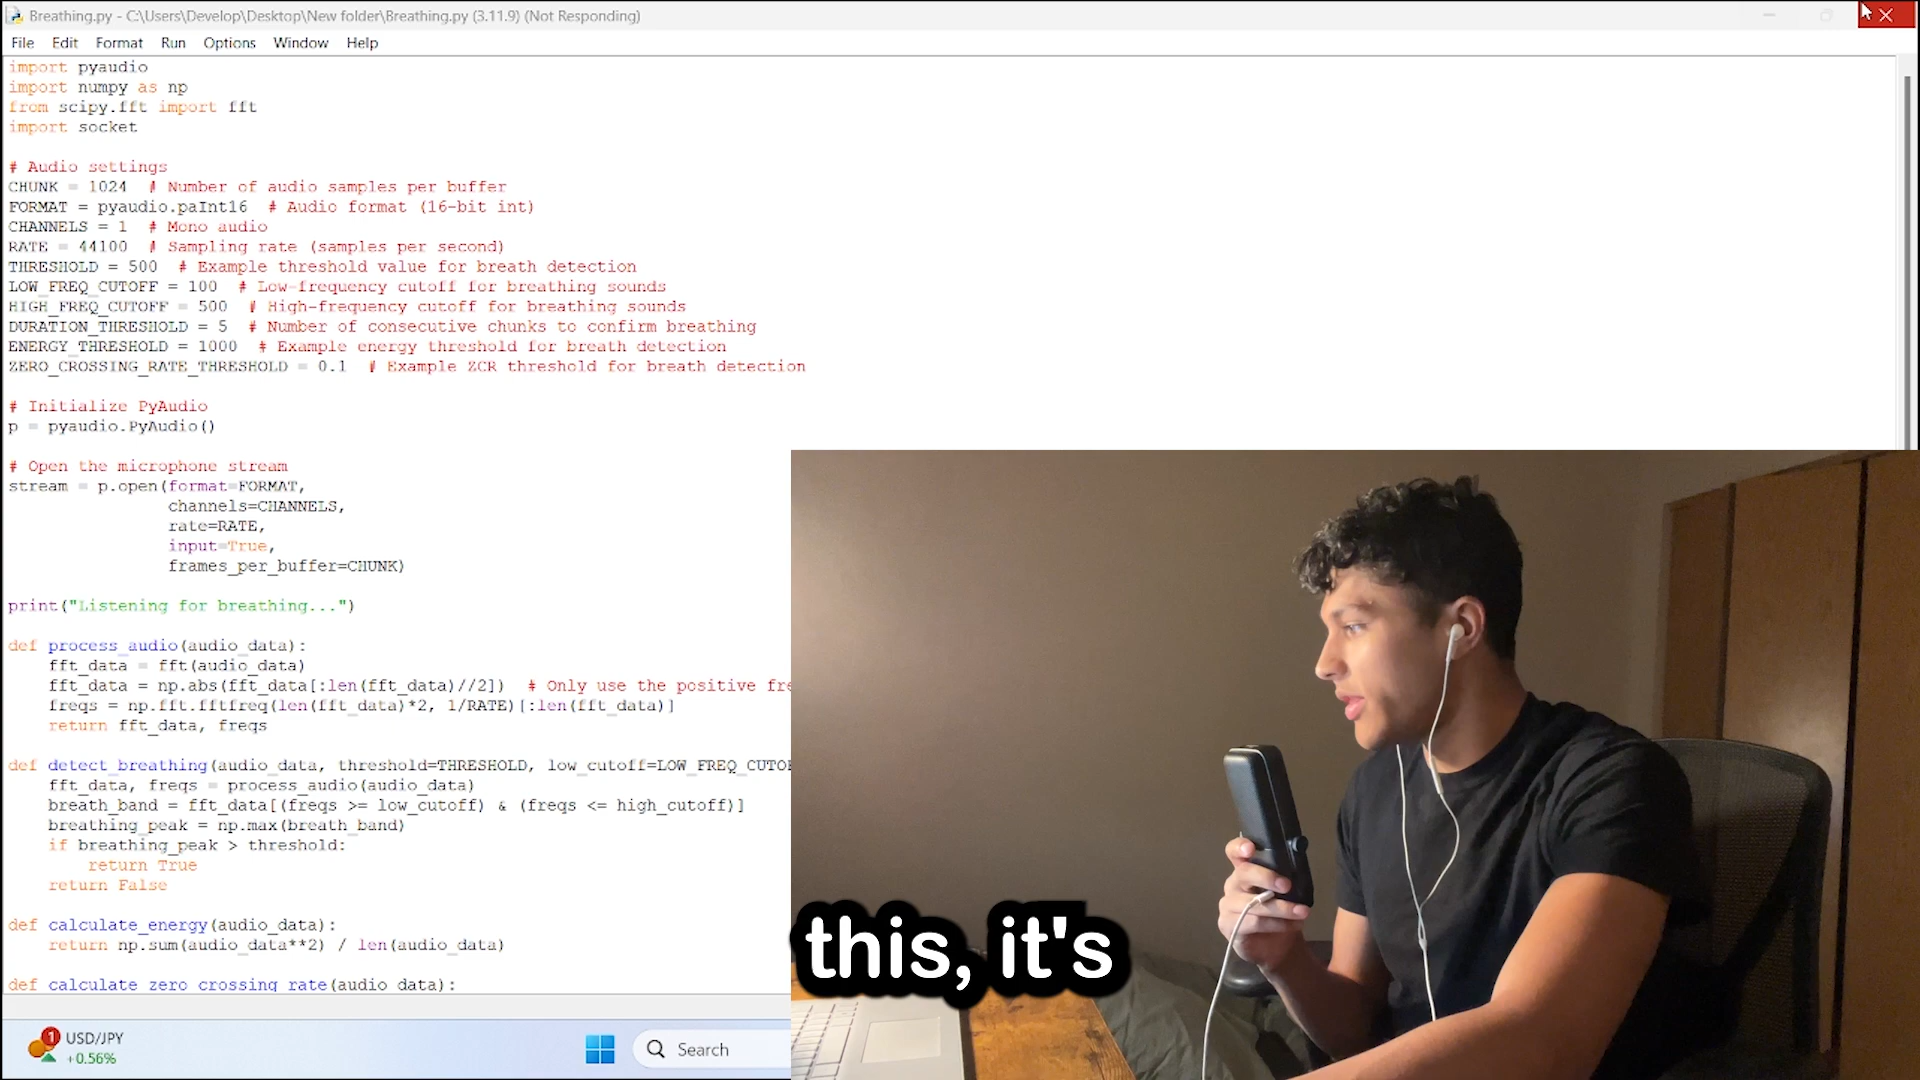 Breathing.py - C:\Users\Develop\Desktop\New folder\Breathing.py (3.11.9) (Not Responding)
File Edit Format Run Options Window Help
import pyaudio
import numpy as np
from scipy.fft import fft
import socket
# Audio settings
CHUNK = 1024  # Number of audio samples per buffer
FORMAT = pyaudio.paInt16  # Audio format (16-bit int)
CHANNELS = 1  # Mono audio
RATE = 44100  # Sampling rate (samples per second)
THRESHOLD = 500  # Example threshold value for breath detection
LOW_FREQ_CUTOFF = 100  # Low-frequency cutoff for breathing sounds
HIGH_FREQ_CUTOFF = 500  # High-frequency cutoff for breathing sounds
DURATION_THRESHOLD = 5  # Number of consecutive chunks to confirm breathing
ENERGY_THRESHOLD = 1000  # Example energy threshold for breath detection
ZERO_CROSSING_RATE_THRESHOLD = 0.1  # Example ZCR threshold for breath detection
# Initialize PyAudio
p = pyaudio.PyAudio()
# Open the microphone stream
stream = p.open(format=FORMAT,
channels=CHANNELS,
rate=RATE,
input=True,
frames_per_buffer=CHUNK)
print("Listening for breathing...")
def process_audio(audio_data):
fft_data = fft(audio_data)
fft_data = np.abs(fft_data[:len(fft_data)//2])  # Only use the positive fre
freqs = np.fft.fftfreq(len(fft_data)*2, 1/RATE)[:len(fft_data)]
return fft_data, freqs
def detect_breathing(audio_data, threshold=THRESHOLD, low_cutoff=LOW_FREQ_CUTOF
fft_data, freqs = process_audio(audio_data)
breath_band = fft_data[(freqs >= low_cutoff) & (freqs <= high_cutoff)]
breathing_peak = np.max(breath_band)
if breathing_peak > threshold:
return True
return False
def calculate_energy(audio_data):
return np.sum(audio_data**2) / len(audio_data)
def calculate_zero_crossing_rate(audio_data):
this, it's
1 USD/JPY
+0.56%
Search